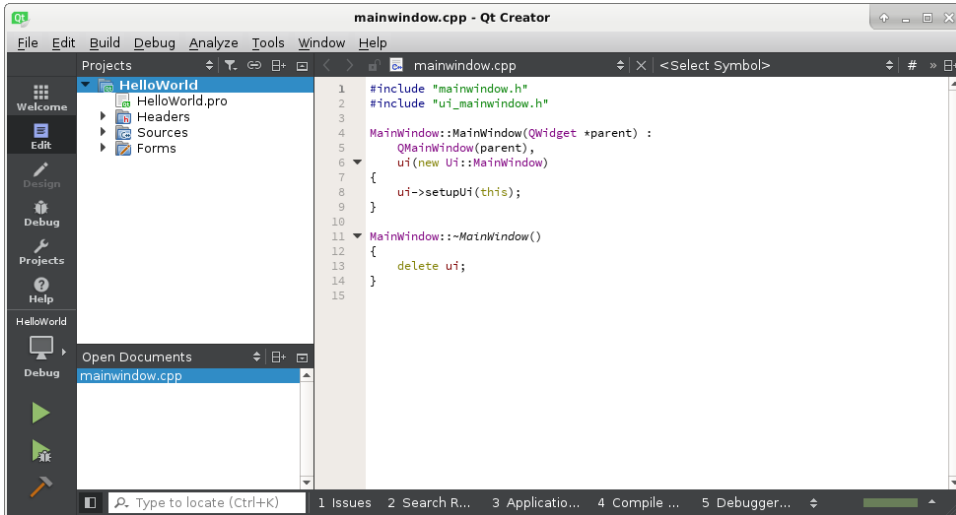 mainwindow.cpp - Qt Creator
File Edit Build Debug Analyze Tools Window Help
Projects
mainwindow.cpp
<Select Symbol>
#
»
Welcome
Edit
Design
Debug
Projects
Help
HelloWorld
Debug
HelloWorld
HelloWorld.pro
Headers
Sources
Forms
Open Documents
mainwindow.cpp
1 #include "mainwindow.h"
2 #include "ui_mainwindow.h"
3
4 MainWindow::MainWindow(QWidget *parent) :
5     QMainWindow(parent),
6     ui(new Ui::MainWindow)
7 {
8     ui->setupUi(this);
9 }
10
11 MainWindow::~MainWindow()
12 {
13     delete ui;
14 }
15
Type to locate (Ctrl+K)
1 Issues 2 Search R... 3 Applicatio... 4 Compile ... 5 Debugger...